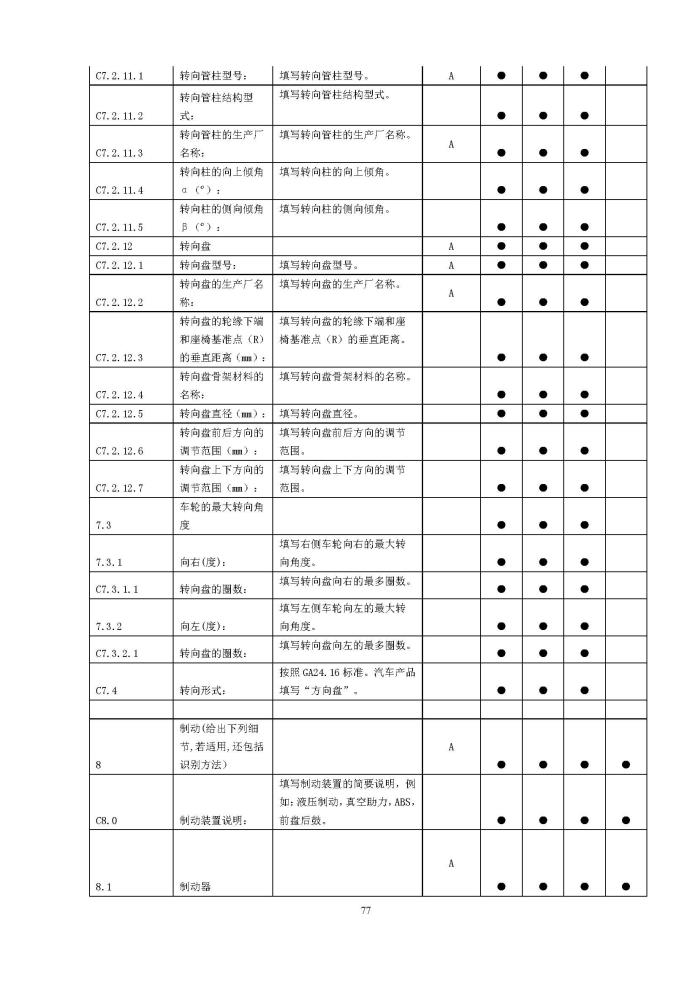 C7.2.11.1 转向管柱型号： 填写转向管柱型号。 A ● ● ●
转向管柱结构型 填写转向管柱结构型式。
C7.2.11.2 式： ● ● ●
转向管柱的生产厂 填写转向管柱的生产厂名称。 A
C7.2.11.3 名称： ● ● ●
转向柱的向上倾角 填写转向柱的向上倾角。
C7.2.11.4 α（°）： ● ● ●
转向柱的侧向倾角 填写转向柱的侧向倾角。
C7.2.11.5 β（°）： ● ● ●
C7.2.12 转向盘 A ● ● ●
C7.2.12.1 转向盘型号： 填写转向盘型号。 A ● ● ●
转向盘的生产厂名 填写转向盘的生产厂名称。 A
C7.2.12.2 称： ● ● ●
转向盘的轮缘下端 填写转向盘的轮缘下端和座
和座椅基准点（R） 椅基准点（R）的垂直距离。
C7.2.12.3 的垂直距离（mm）： ● ● ●
转向盘骨架材料的 填写转向盘骨架材料的名称。
C7.2.12.4 名称： ● ● ●
C7.2.12.5 转向盘直径（mm）： 填写转向盘直径。 ● ● ●
转向盘前后方向的 填写转向盘前后方向的调节
C7.2.12.6 调节范围（mm）： 范围。 ● ● ●
转向盘上下方向的 填写转向盘上下方向的调节
C7.2.12.7 调节范围（mm）： 范围。 ● ● ●
车轮的最大转向角
7.3 度 ● ● ●
填写右侧车轮向右的最大转
7.3.1 向右(度)： 向角度。 ● ● ●
C7.3.1.1 转向盘的圈数： 填写转向盘向右的最多圈数。 ● ● ●
填写左侧车轮向左的最大转
7.3.2 向左(度)： 向角度。 ● ● ●
C7.3.2.1 转向盘的圈数： 填写转向盘向左的最多圈数。 ● ● ●
按照 GA24.16 标准。汽车产品
C7.4 转向形式： 填写“方向盘”。 ● ● ●
制动(给出下列细
节,若适用,还包括 A
8 识别方法） ● ● ● ●
填写制动装置的简要说明，例
如：液压制动，真空助力，ABS，
C8.0 制动装置说明： 前盘后鼓。 ● ● ● ●
A
8.1 制动器 ● ● ● ●
77